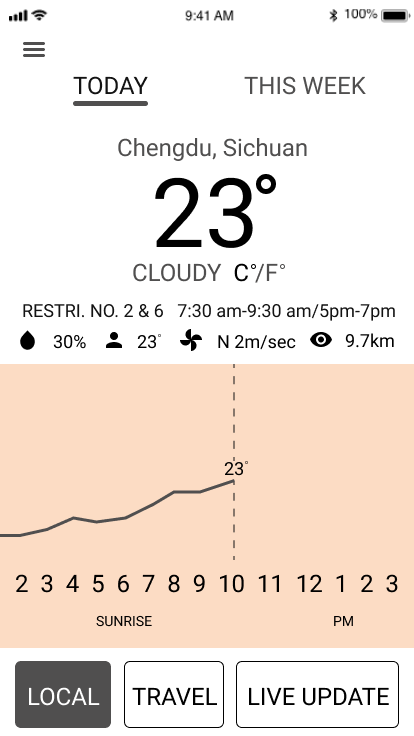 9:41 AM 100%
TODAY THIS WEEK
Chengdu, Sichuan
23°
CLOUDY C°/F°
RESTRI. NO. 2 & 6 7:30 am-9:30 am/5pm-7pm
30% 23° N 2m/sec 9.7km
23°
2 3 4 5 6 7 8 9 10 11 12 1 2 3
SUNRISE PM
LOCAL TRAVEL LIVE UPDATE